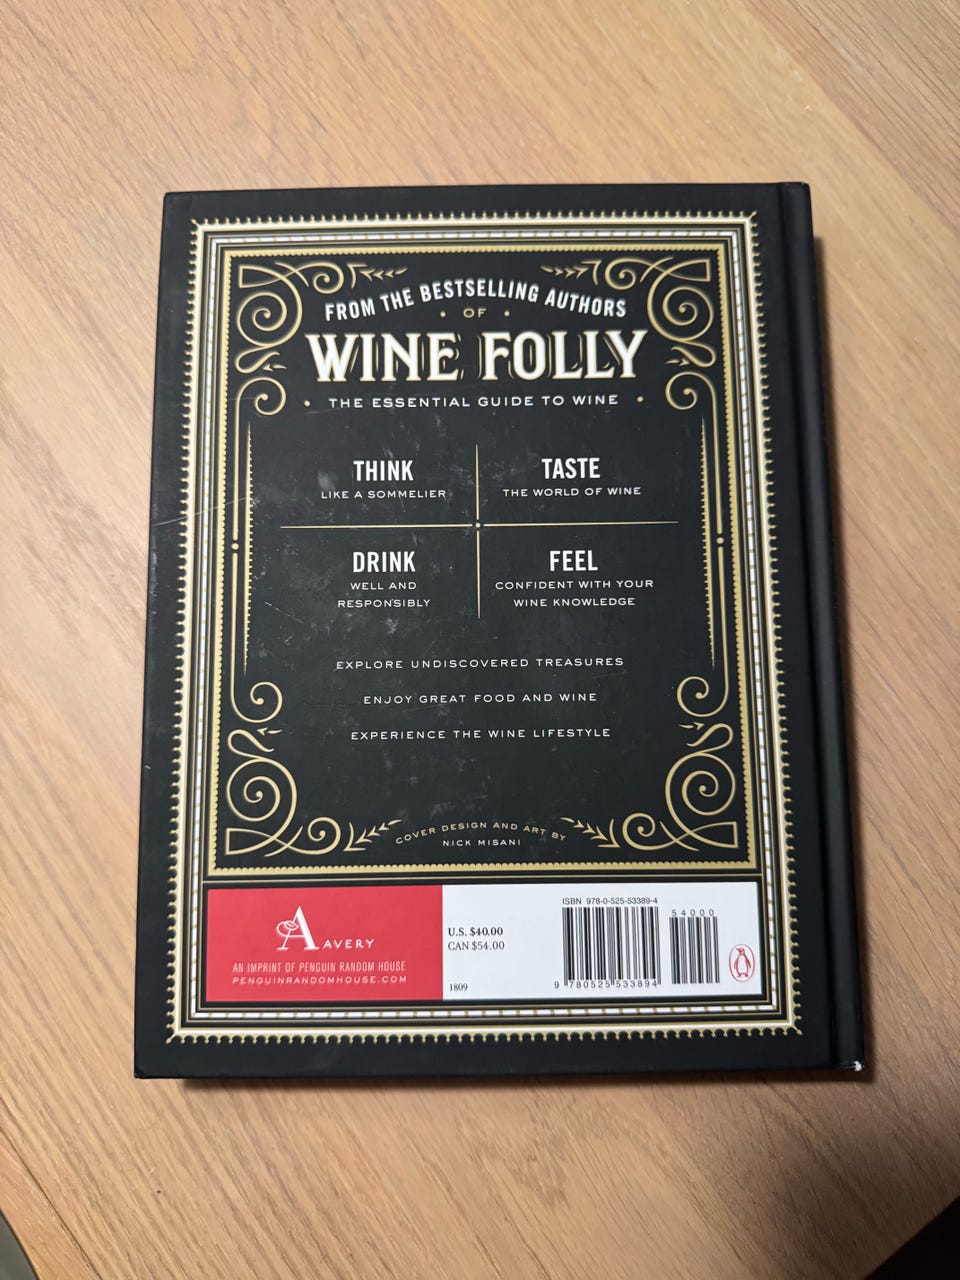 FROM THE BESTSELLING AUTHORS
• OF •
WINE FOLLY
• THE ESSENTIAL GUIDE TO WINE •
THINK
LIKE A SOMMELIER
TASTE
THE WORLD OF WINE
DRINK
WELL AND
RESPONSIBLY
FEEL
CONFIDENT WITH YOUR
WINE KNOWLEDGE
EXPLORE UNDISCOVERED TREASURES
ENJOY GREAT FOOD AND WINE
EXPERIENCE THE WINE LIFESTYLE
COVER DESIGN AND ART BY
NICK MISANI
A AVERY
AN IMPRINT OF PENGUIN RANDOM HOUSE
PENGUINRANDOMHOUSE.COM
U.S. $40.00
CAN $54.00
1809
ISBN 978-0-525-53389-4
54000
9 780525 533894